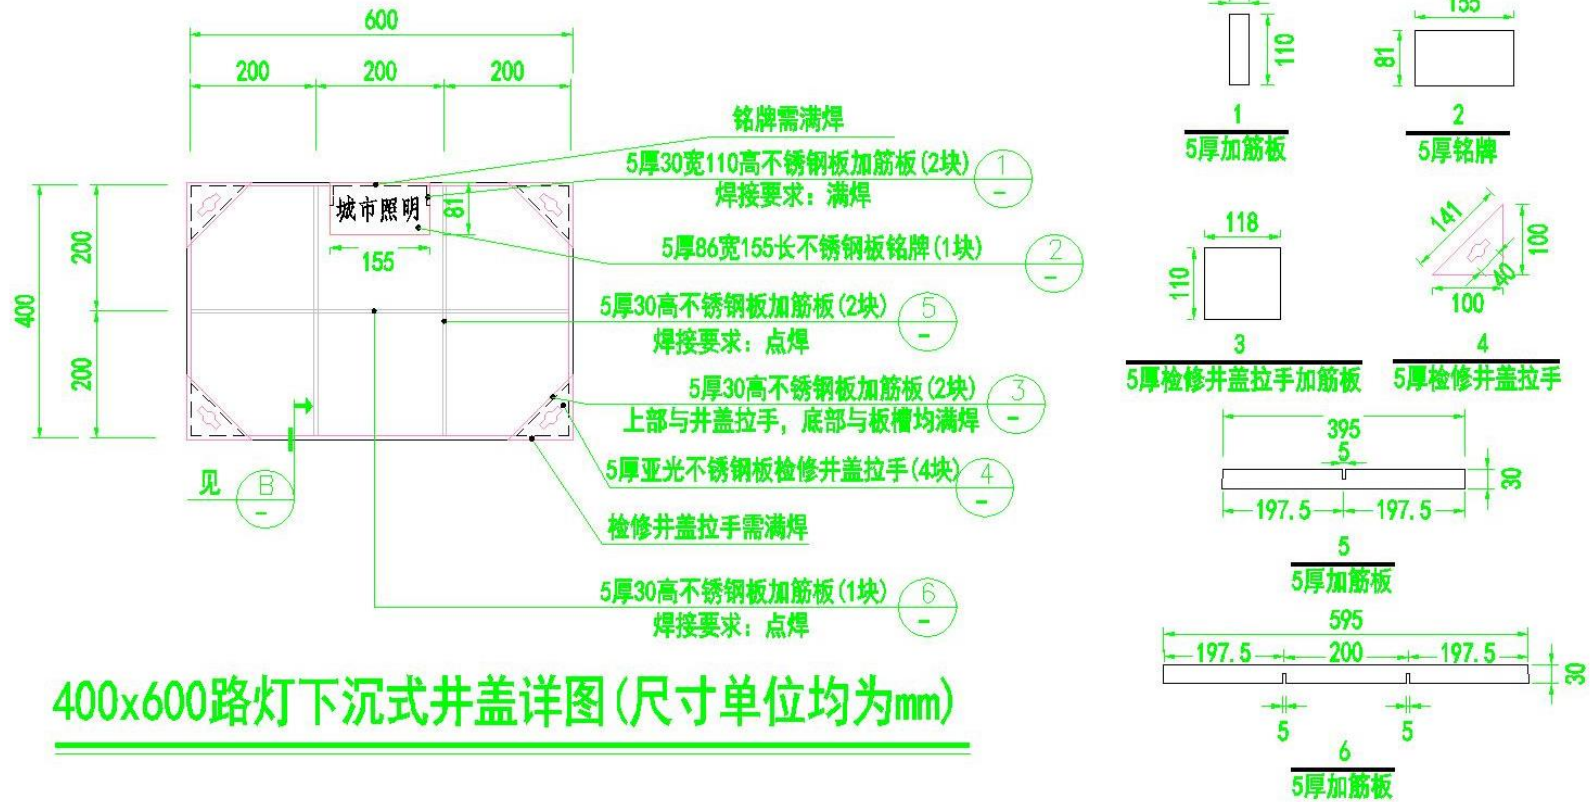 600
200
200
200
400
200
200
城市照明
81
155
铭牌需满焊
5厚30宽110高不锈钢板加筋板(2块)
焊接要求：满焊
1
-
5厚86宽155长不锈钢板铭牌(1块)
2
-
5厚30高不锈钢板加筋板(2块)
焊接要求：点焊
5
-
5厚30高不锈钢板加筋板(2块)
上部与井盖拉手，底部与板槽均满焊
3
-
5厚亚光不锈钢板检修井盖拉手(4块)
4
-
检修井盖拉手需满焊
5厚30高不锈钢板加筋板(1块)
焊接要求：点焊
6
-
见
B
-
400x600路灯下沉式井盖详图(尺寸单位均为mm)
110
1
5厚加筋板
155
81
2
5厚铭牌
118
110
3
5厚检修井盖拉手加筋板
141
100
40
100
4
5厚检修井盖拉手
395
5
30
197.5
197.5
5
5厚加筋板
595
197.5
200
197.5
30
5
5
6
5厚加筋板